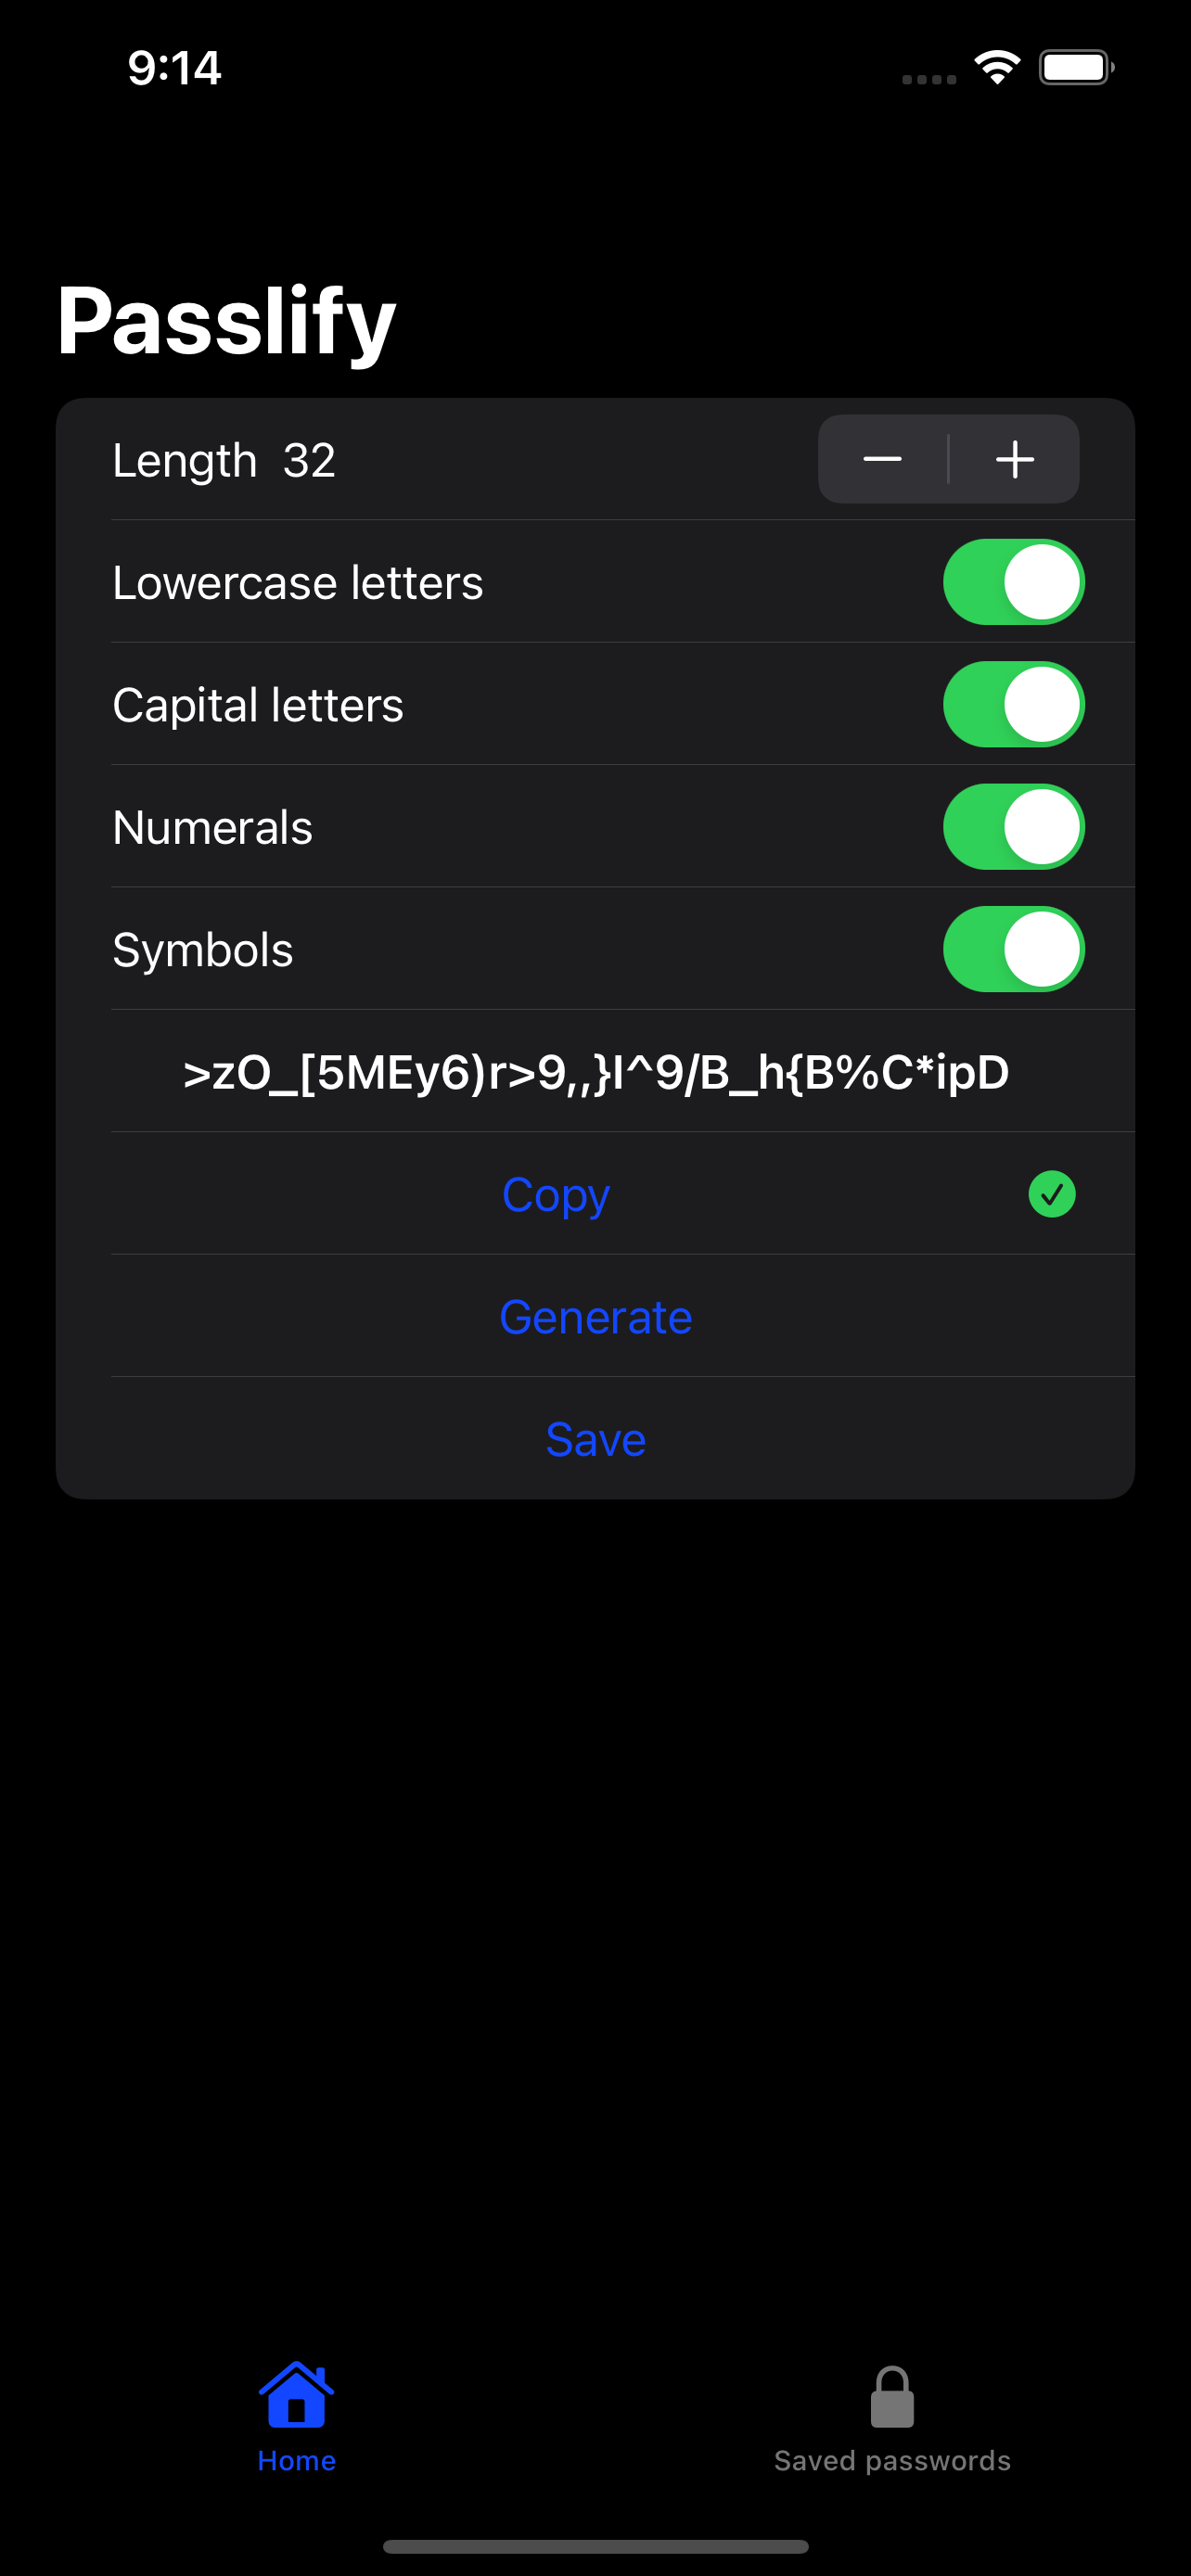 9:14
Passlify
Length 32
Lowercase letters
Capital letters
Numerals
Symbols
>zO_[5MEy6)r>9,,}I^9/B_h{B%C*ipD
Copy
Generate
Save
Home
Saved passwords